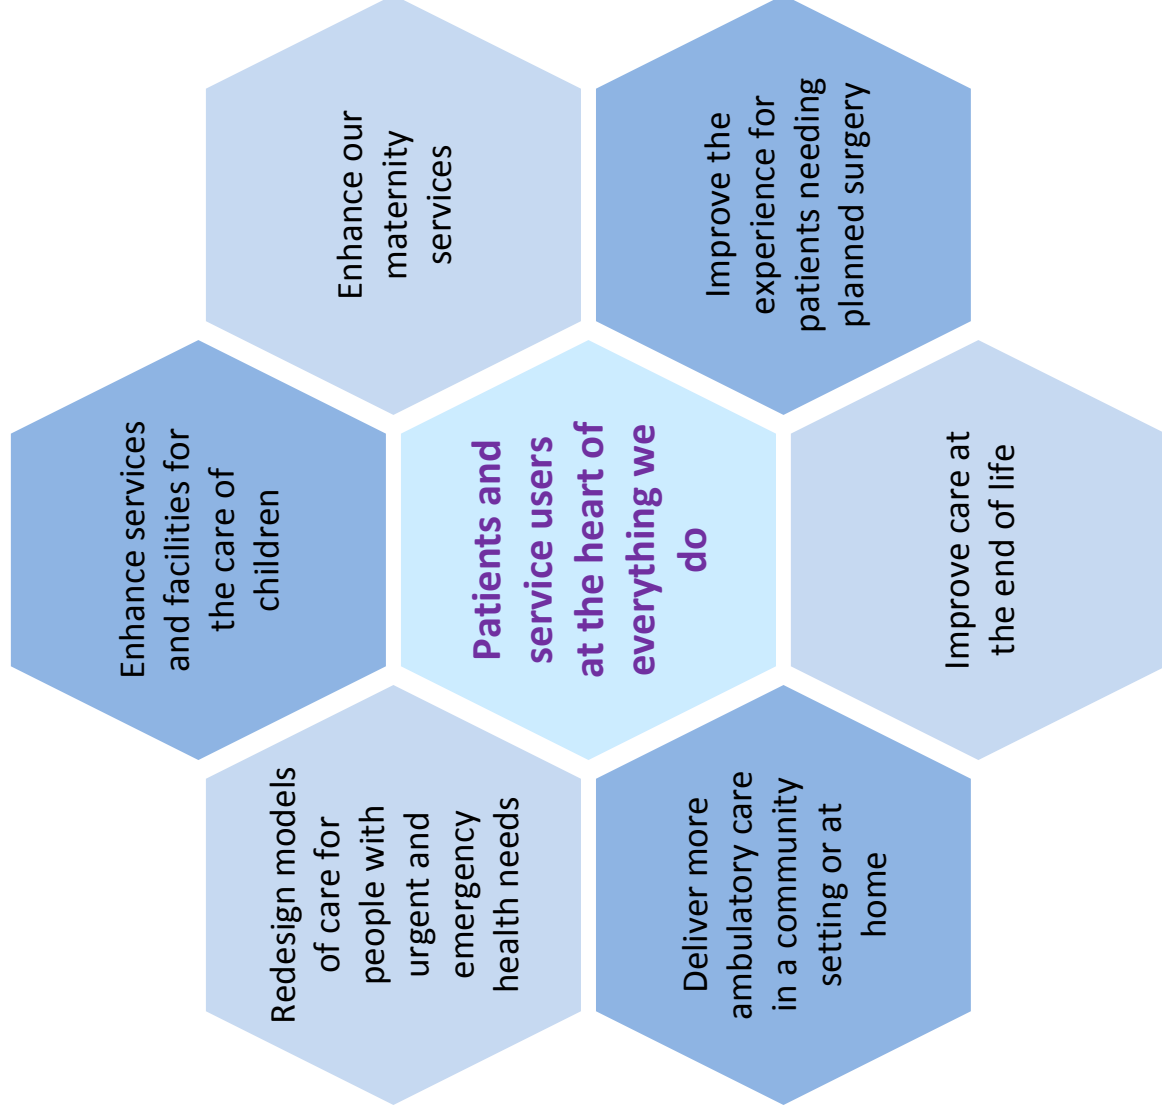 Enhance services
and facilities for
the care of
children
Redesign models
of care for
people with
urgent and
emergency
health needs
Enhance our
maternity
services
Patients and
service users
at the heart of
everything we
do
Deliver more
ambulatory care
in a community
setting or at
home
Improve the
experience for
patients needing
planned surgery
Improve care at
the end of life